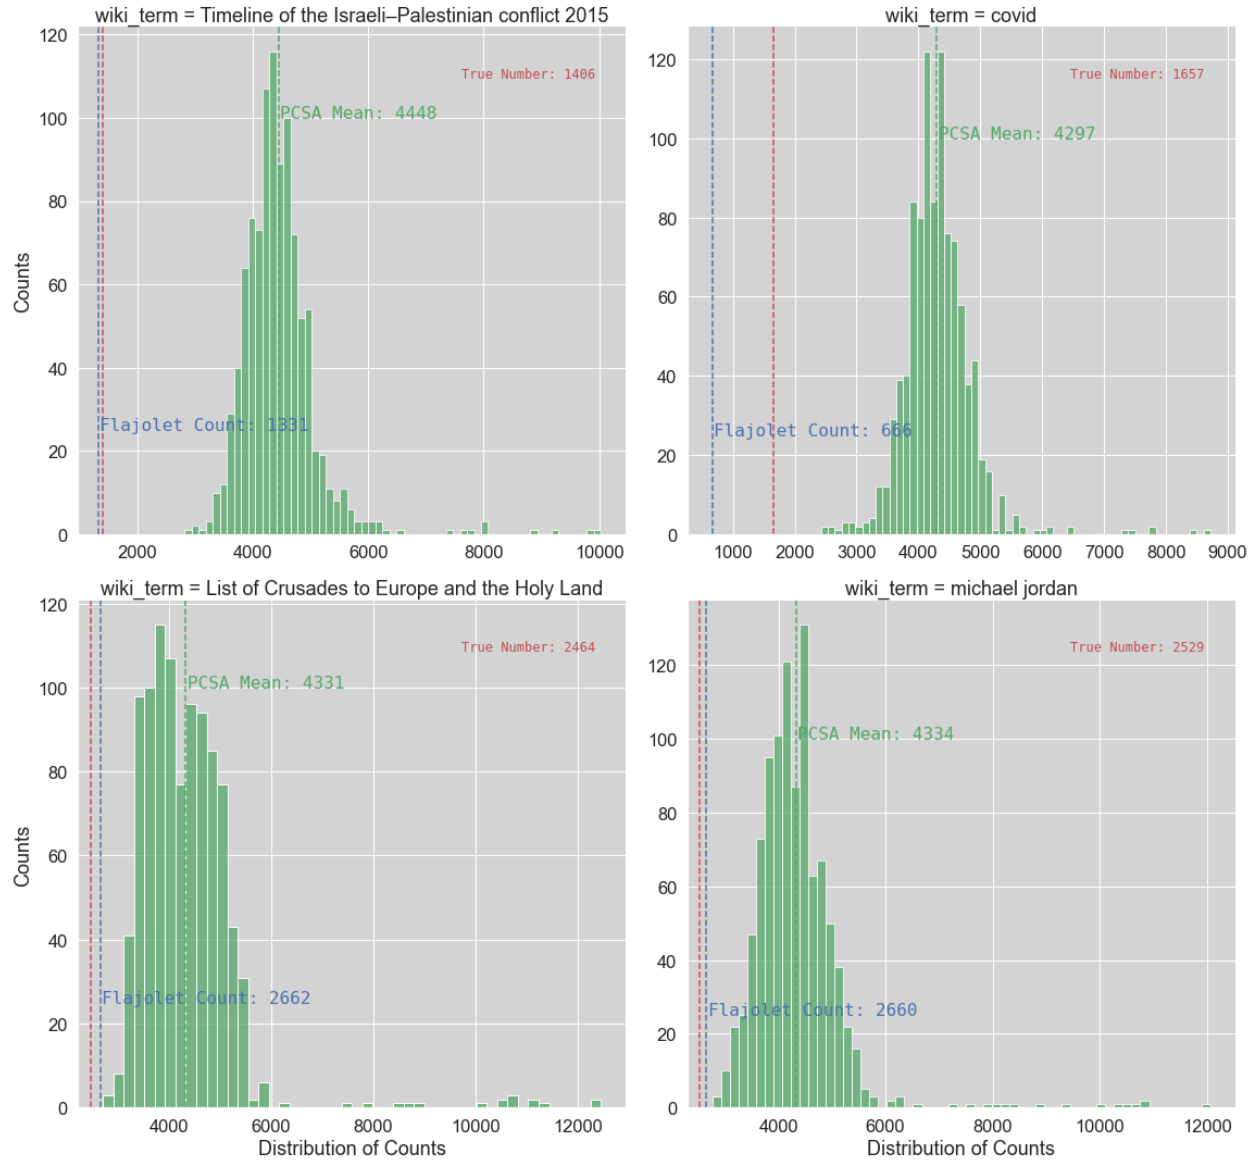 wiki_term = Timeline of the Israeli–Palestinian conflict 2015
120
100
80
60
40
20
0
Counts
True Number: 1406
PCSA Mean: 4448
Flajolet Count: 1331
2000 4000 6000 8000 10000
wiki_term = covid
120
100
80
60
40
20
0
True Number: 1657
PCSA Mean: 4297
Flajolet Count: 666
1000 2000 3000 4000 5000 6000 7000 8000 9000
wiki_term = List of Crusades to Europe and the Holy Land
120
100
80
60
40
20
0
Counts
True Number: 2464
PCSA Mean: 4331
Flajolet Count: 2662
4000 6000 8000 10000 12000
Distribution of Counts
wiki_term = michael jordan
120
100
80
60
40
20
0
True Number: 2529
PCSA Mean: 4334
Flajolet Count: 2660
4000 6000 8000 10000 12000
Distribution of Counts